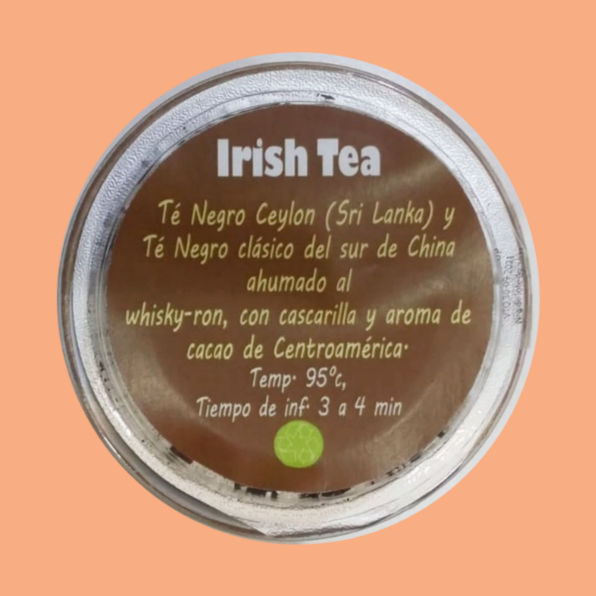 Irish Tea
Té Negro Ceylon (Sri Lanka) y
Té Negro clásico del sur de China
ahumado al
whisky-ron, con cascarilla y aroma de
cacao de Centroamérica.
Temp. 95ºc,
Tiempo de inf. 3 a 4 min